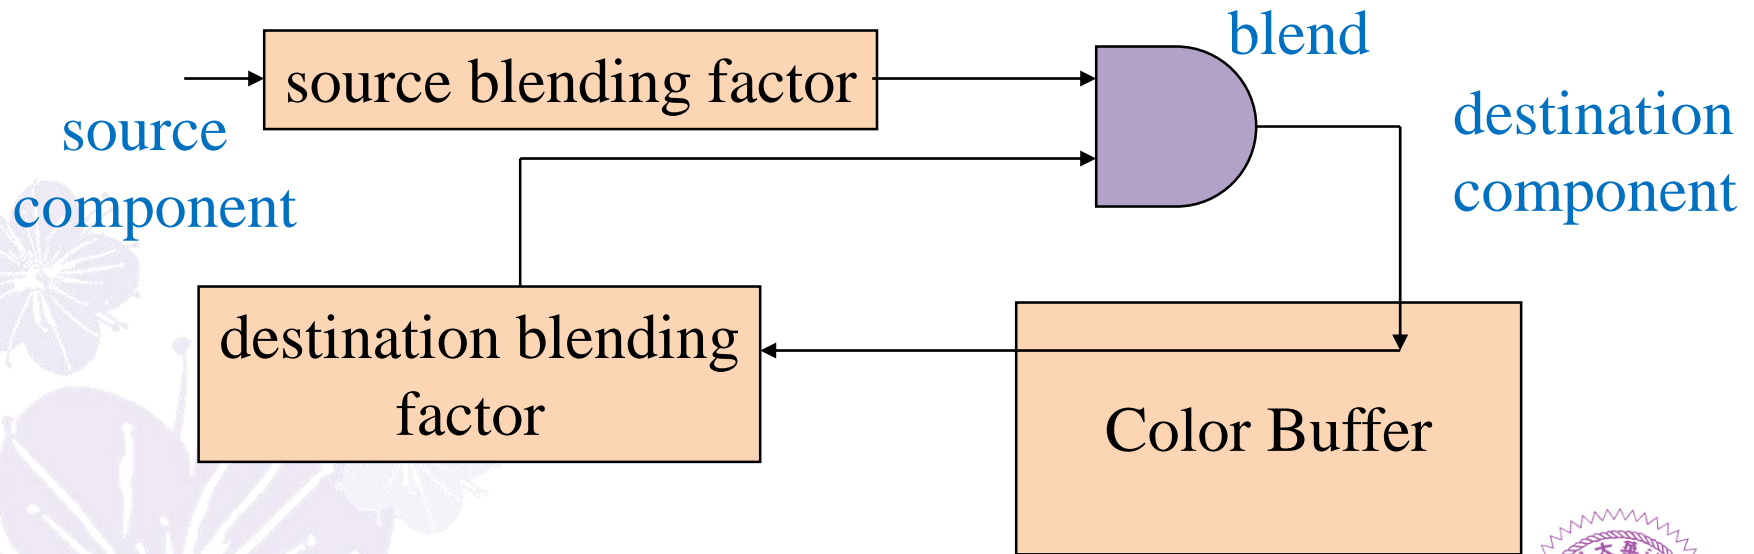 blend
source blending factor
destination
component
source
component
destination blending
factor
Color Buffer